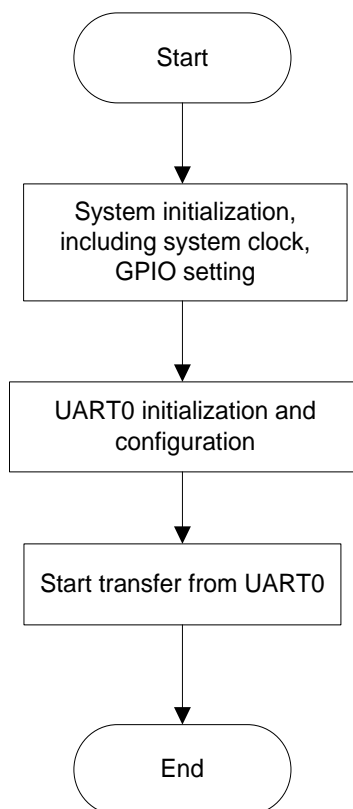 Start
System initialization,
including system clock,
GPIO setting
UART0 initialization and
configuration
Start transfer from UART0
End